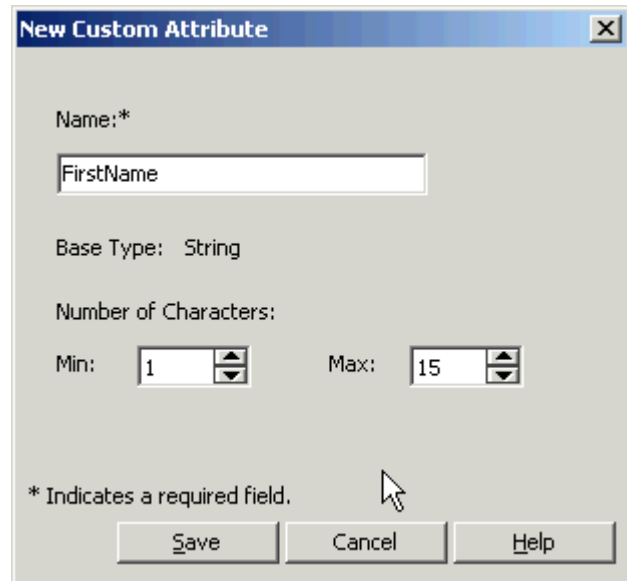 New Custom Attribute
Name:*
FirstName
Base Type: String
Number of Characters:
Min: 1 Max: 15
* Indicates a required field.
Save Cancel Help